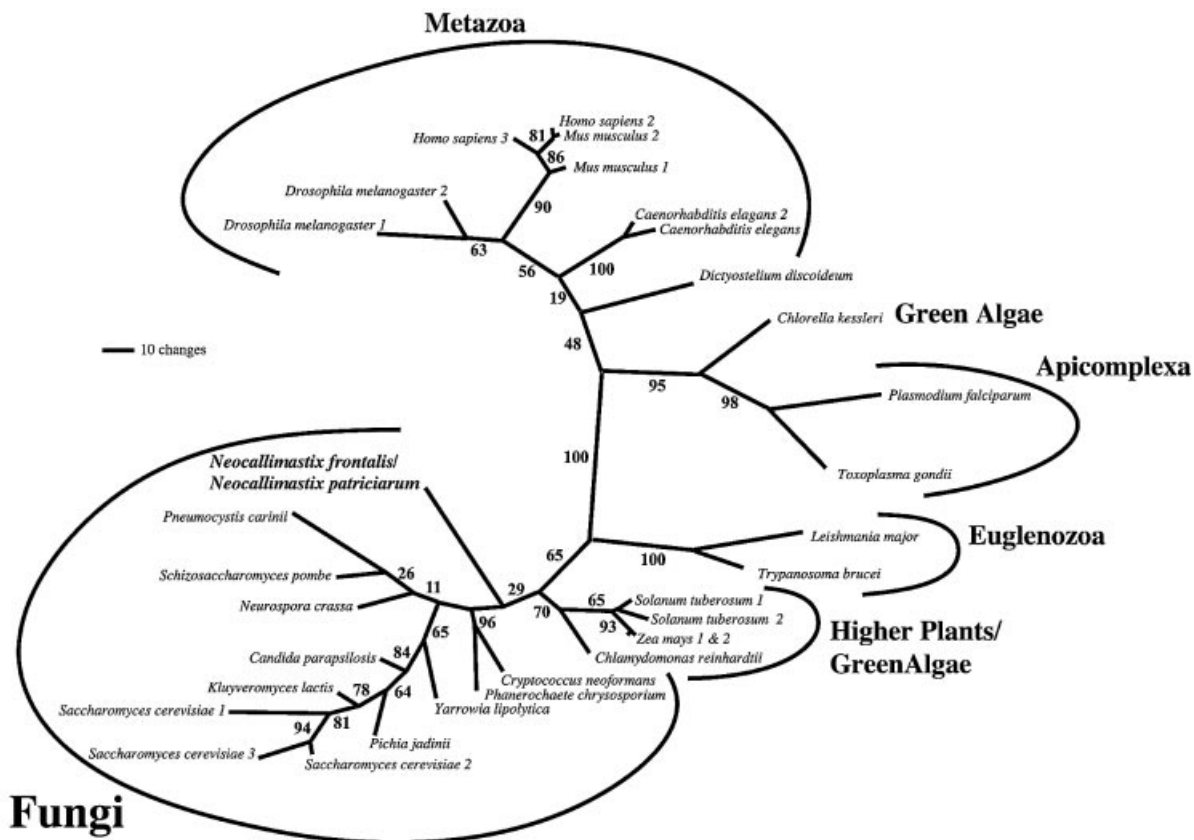 Metazoa
Homo sapiens 2
81
Mus musculus 2
Homo sapiens 3
86
Mus musculus 1
Drosophila melanogaster 2
90
Drosophila melanogaster 1
63
Caenorhabditis elagans 2
Caenorhabditis elegans
56
100
Dictyostelium discoideum
19
Chlorella kessleri
Green Algae
48
10 changes
Apicomplexa
95
98
Plasmodium falciparum
100
Toxoplasma gondii
Neocallimastix frontalis/
Neocallimastix patriciarum
Pneumocystis carinii
Leishmania major
Euglenozoa
65
100
Trypanosoma brucei
Schizosaccharomyces pombe
26
11
29
Neurospora crassa
70
65
Solanum tuberosum 1
96
93
Solanum tuberosum 2
65
Zea mays 1 & 2
Higher Plants/
GreenAlgae
Chlamydomonas reinhardtii
Candida parapsilosis
84
Cryptococcus neoformans
Kluyveromyces lactis
78
64
Phanerochaete chrysosporium
Saccharomyces cerevisiae 1
Yarrowia lipolytica
94
81
Pichia jadinii
Saccharomyces cerevisiae 3
Saccharomyces cerevisiae 2
Fungi